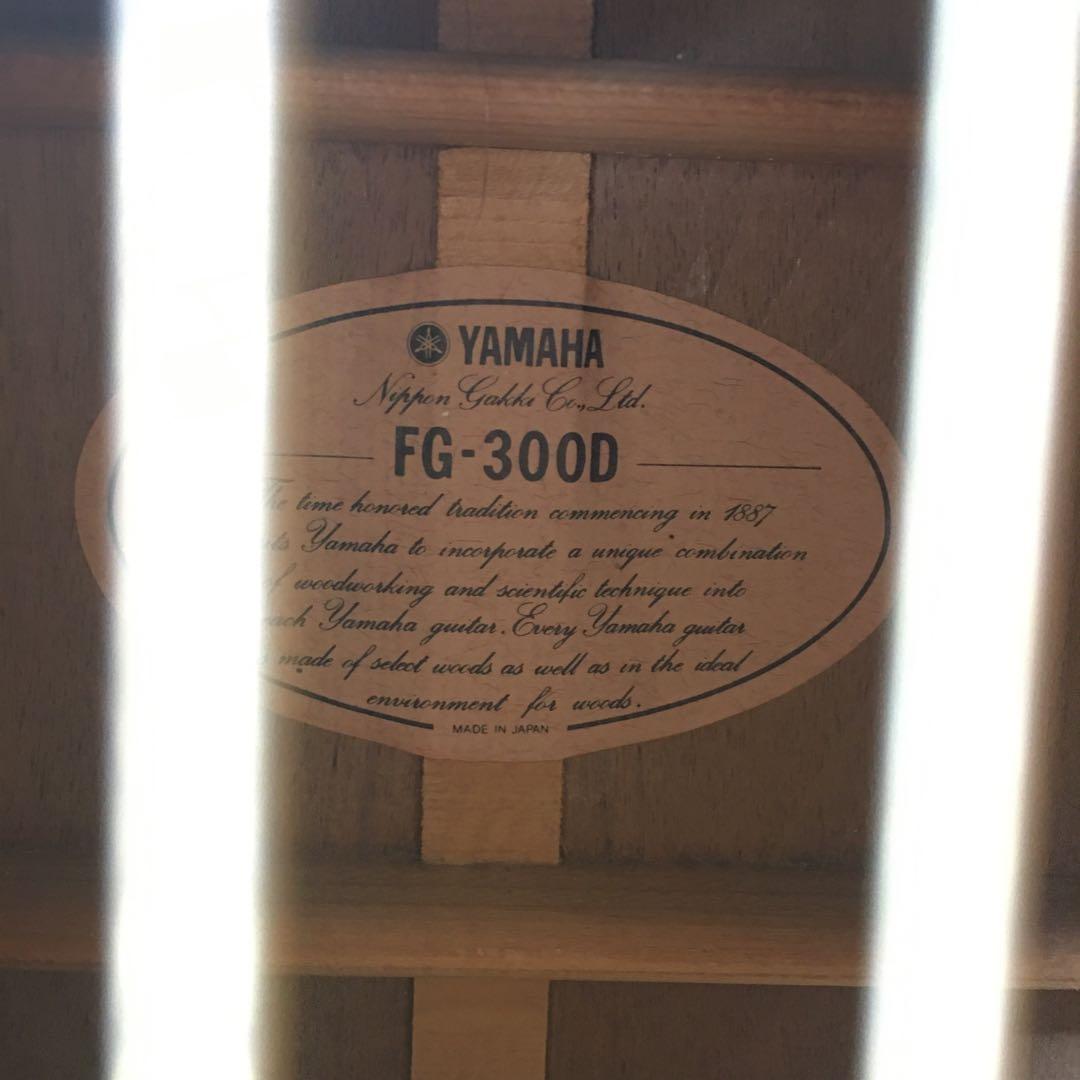 YAMAHA
Nippon Gakki Co., Ltd.
FG-300D
time honored tradition commencing in 1887
Yamaha to incorporate a unique combination
of woodworking and scientific technique into
Yamaha guitar. Every Yamaha guitar
made of select woods as well as in the ideal
environment for woods.
MADE IN JAPAN